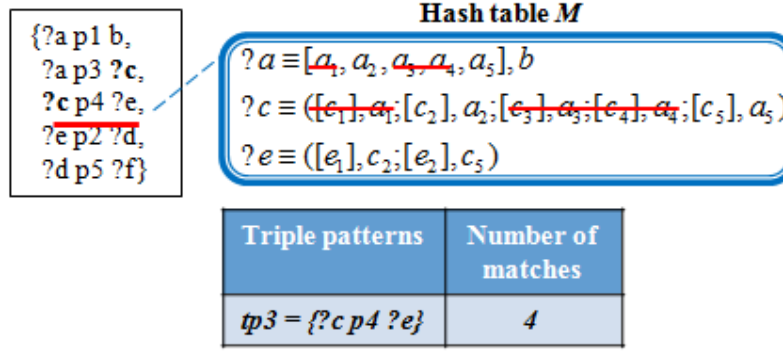 Hash table M
{?a p1 b,
?a p3 ?c,
?c p4 ?e,
?e p2 ?d,
?d p5 ?f}
?a ≡ [a₁, a₂, a₃, a₄, a₅], b
?c ≡ ([c₁], a₁; [c₂], a₂; [c₃], a₃; [c₄], a₄; [c₅], a₅)
?e ≡ ([e₁], c₂; [e₂], c₅)
Triple patterns
Number of
matches
tp3 = {?c p4 ?e}
4